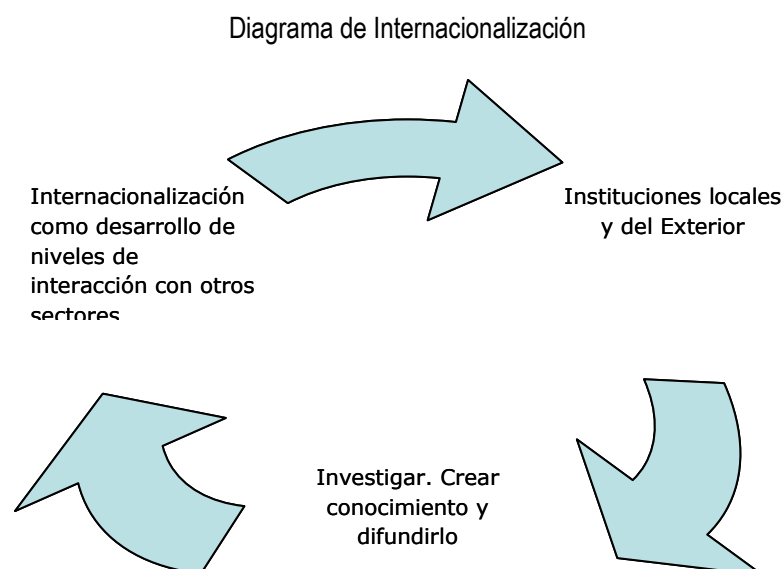 Diagrama de Internacionalización
Internacionalización
como desarrollo de
niveles de
interacción con otros
sectores
Instituciones locales
y del Exterior
Investigar. Crear
conocimiento y
difundirlo